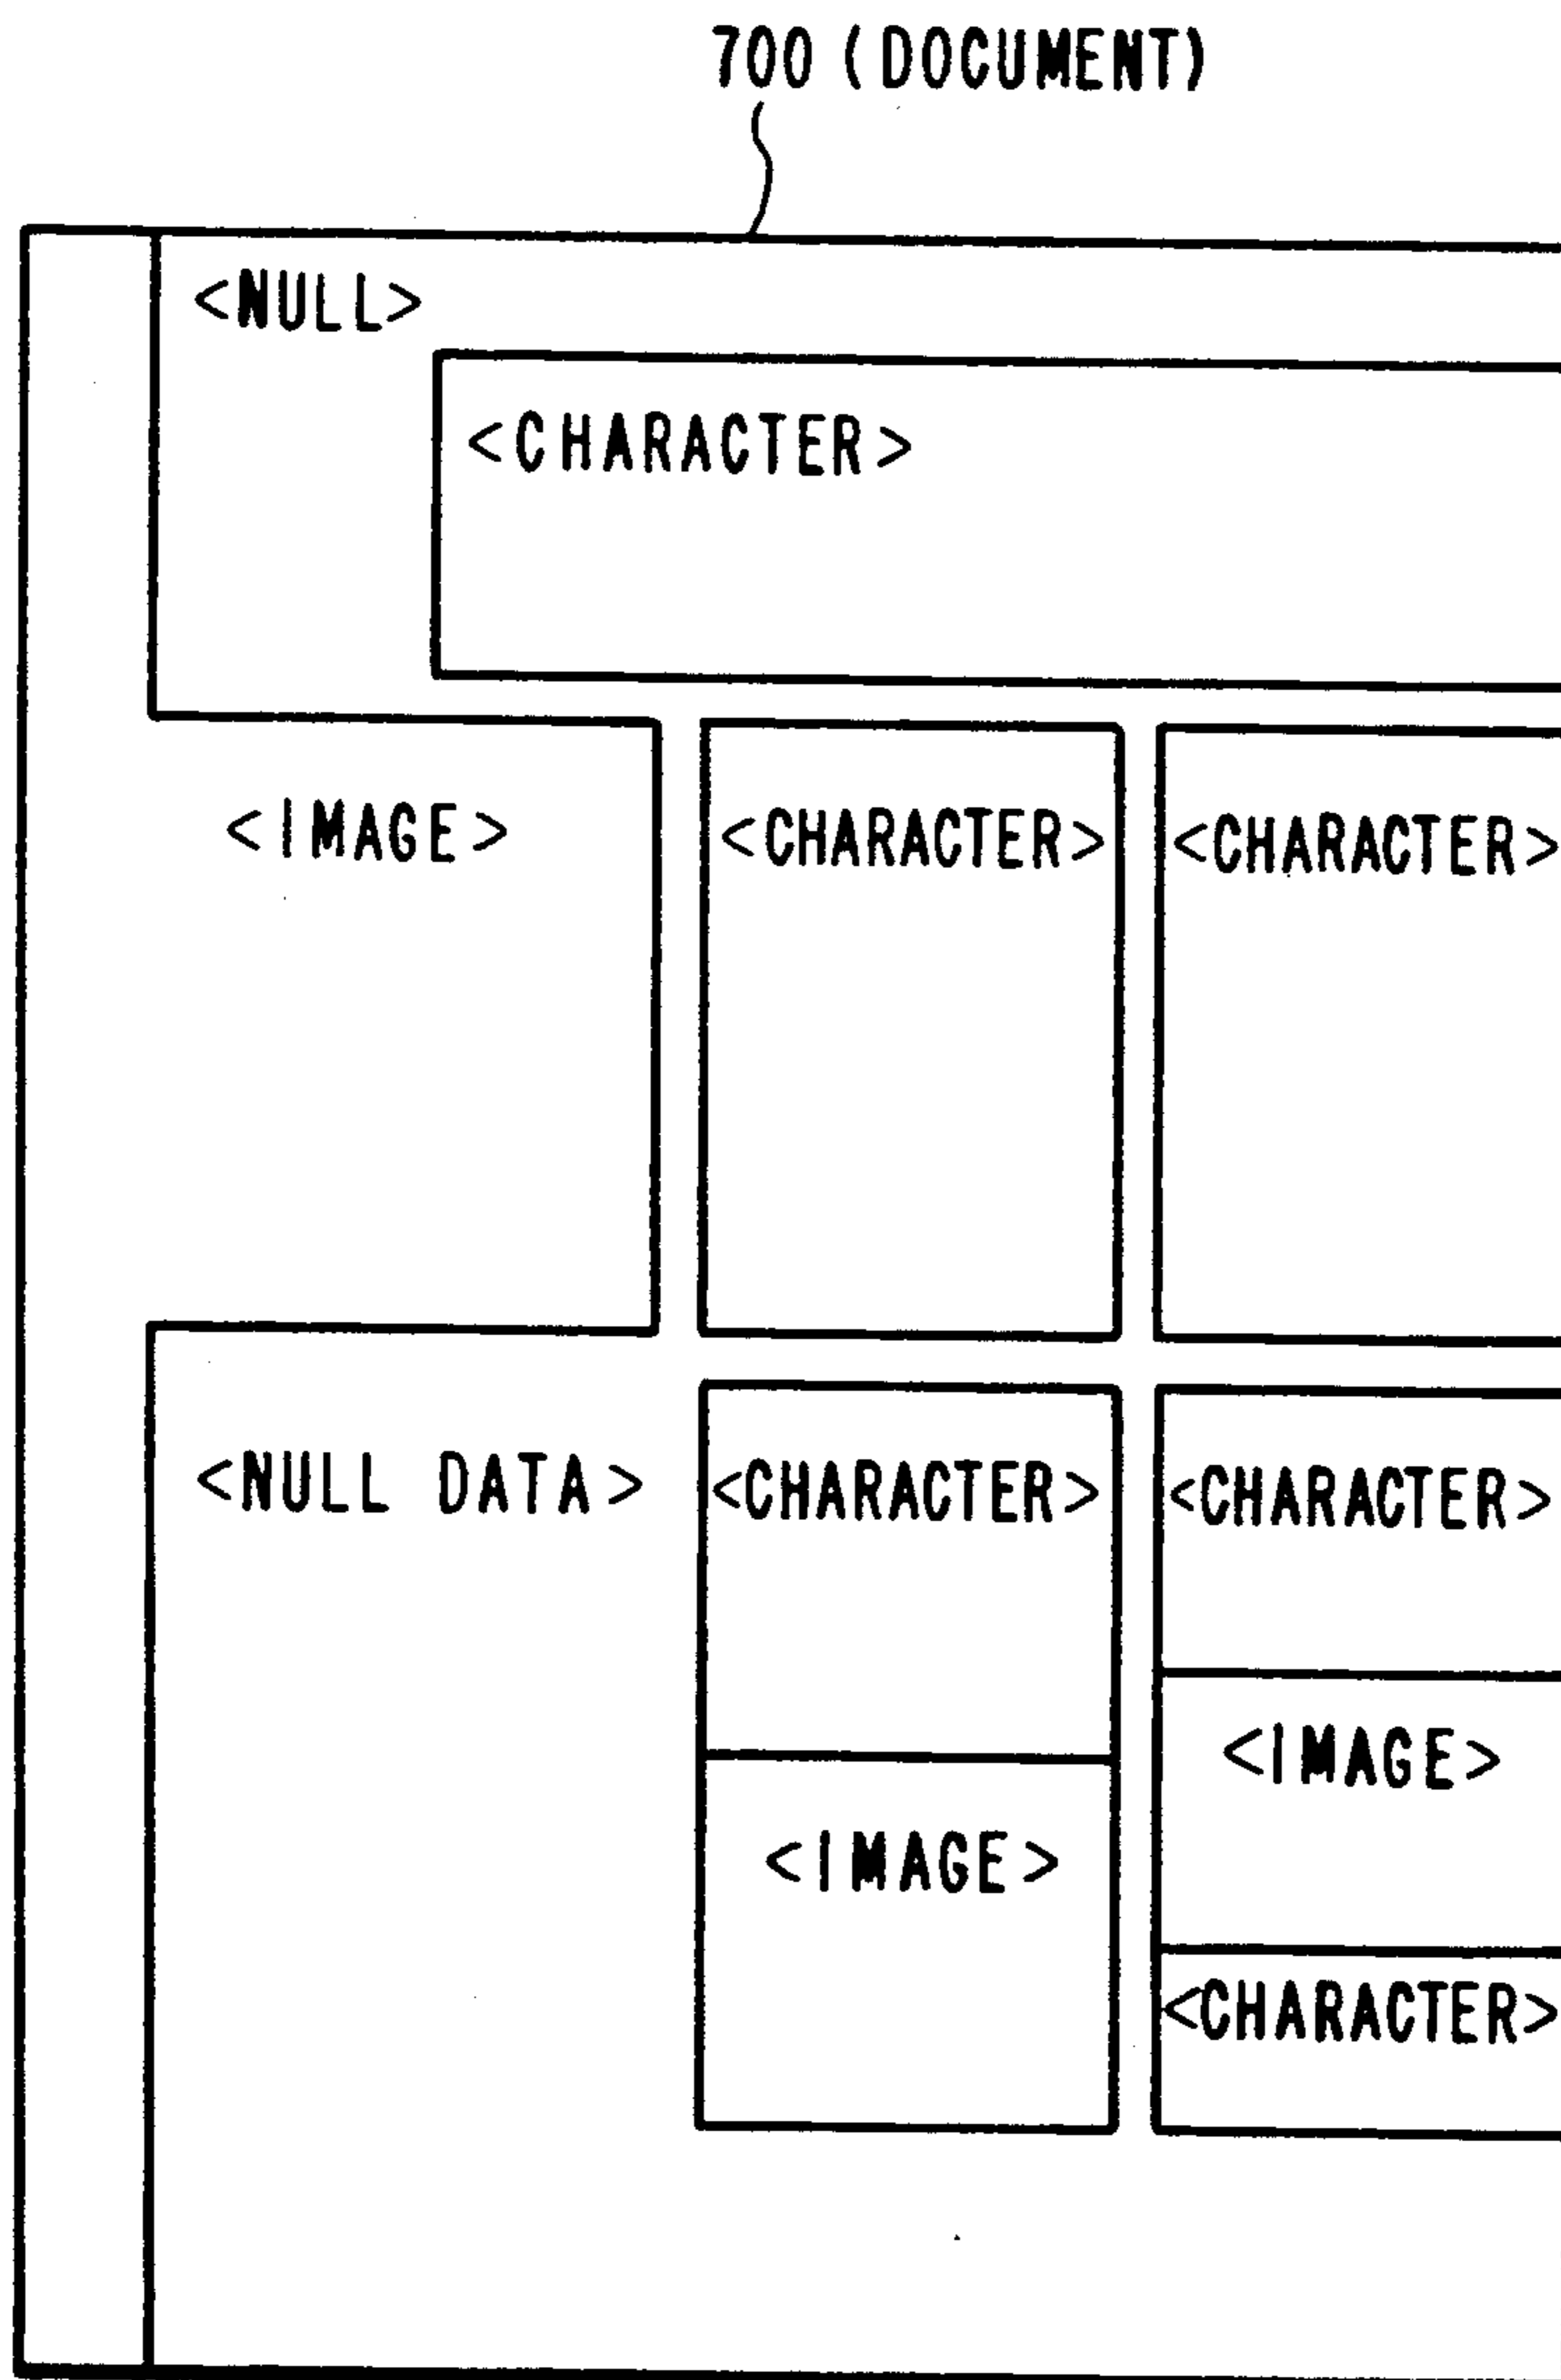 700 (DOCUMENT)
<NULL>
<CHARACTER>
<IMAGE> <CHARACTER> <CHARACTER>
<NULL DATA> <CHARACTER> <CHARACTER>
<IMAGE>
<IMAGE>
<CHARACTER>